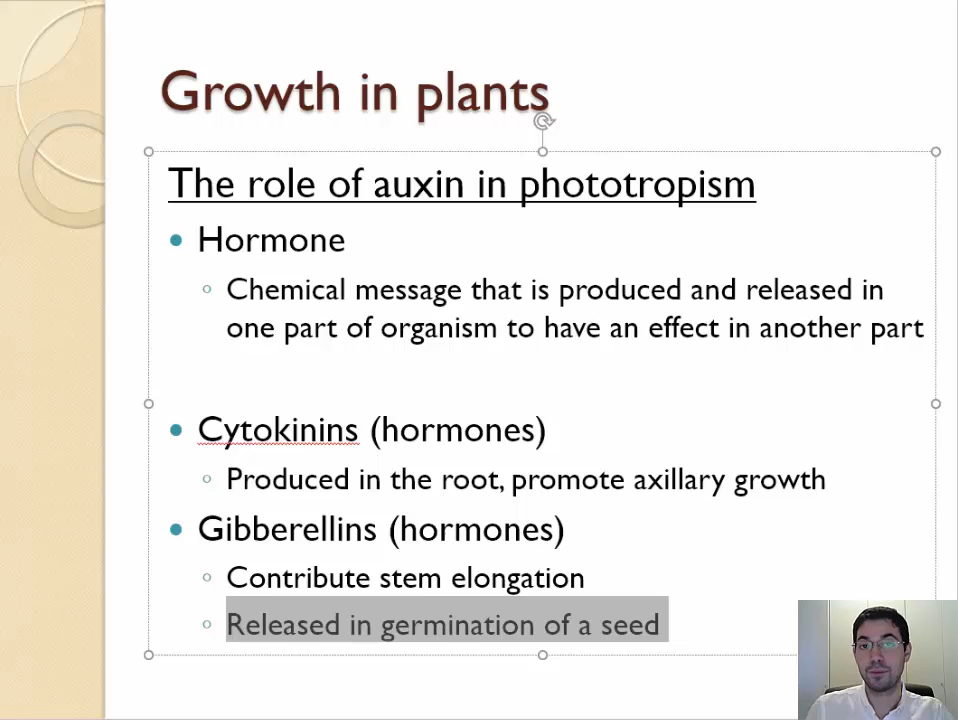 Growth in plants
The role of auxin in phototropism
Hormone
Chemical message that is produced and released in
one part of organism to have an effect in another part
Cytokinins (hormones)
Produced in the root, promote axillary growth
Gibberellins (hormones)
Contribute stem elongation
Released in germination of a seed